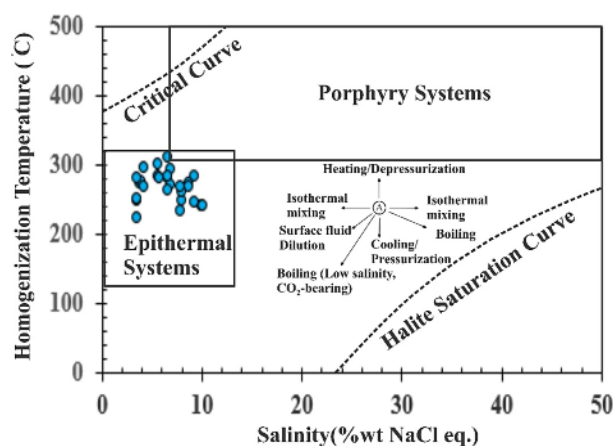 Homogenization Temperature ( ̊C)
500
400
300
200
100
0
Critical Curve
Porphyry Systems
Heating/Depressurization
Isothermal
mixing
A
Isothermal
mixing
Surface fluid
Dilution
Boiling
Cooling/
Pressurization
Boiling (Low salinity,
CO₂-bearing)
Epithermal
Systems
Halite Saturation Curve
0
10
20
30
40
50
Salinity(%wt NaCl eq.)